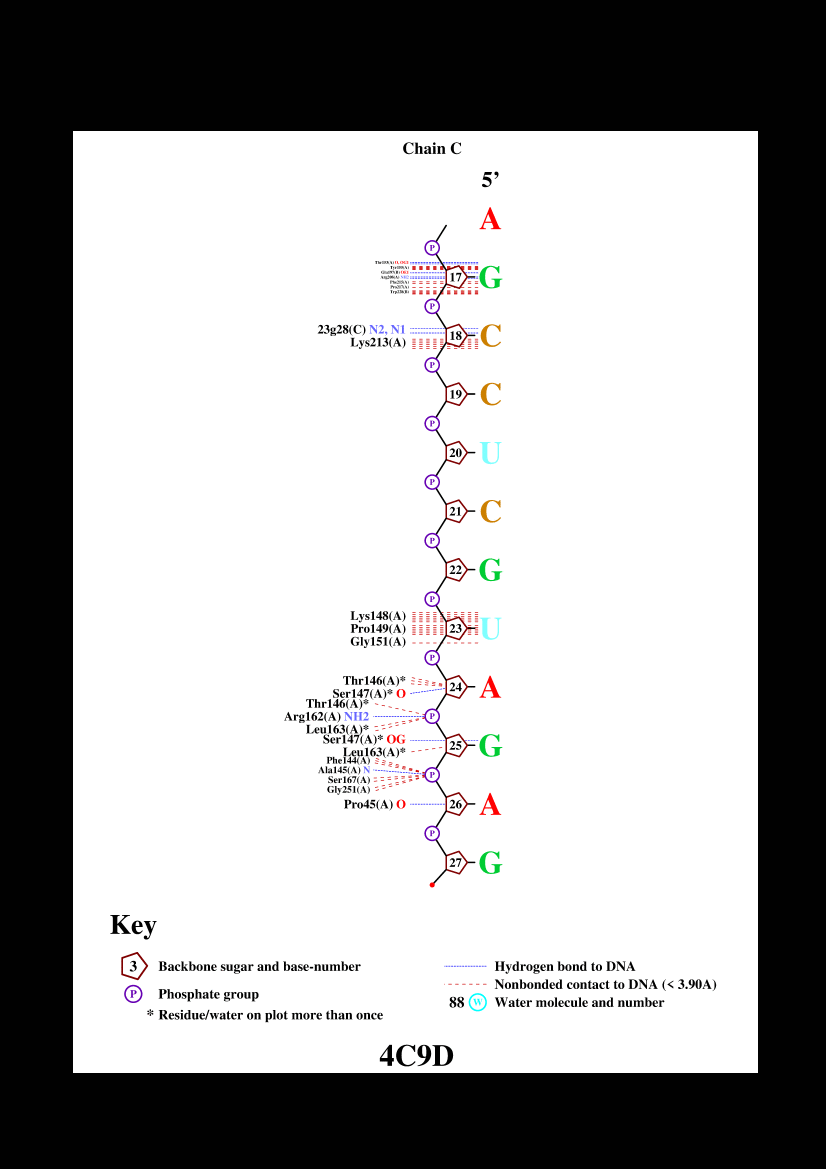 Chain C
5’
A
P
Tyr
17 G
P
23g28(C) N2, N1
18 C
Lys213(A)
P
19 C
P
20 U
P
21 C
P
22 G
P
Lys148(A)
Pro149(A) 23 U
Gly151(A)
P
Thr146(A)*
24 A
Ser147(A)* O
Thr146(A)*
Arg162(A) NH2 P
Leu163(A)*
Ser147(A)* OG
25 G
Leu163(A)*
Phe144(A)
Ala145(A) N
P
Ser167(A)
Gly251(A)
Pro45(A) O 26 A
P
27 G
Key
3 Backbone sugar and base-number
P Phosphate group
* Residue/water on plot more than once
Hydrogen bond to DNA
Nonbonded contact to DNA (< 3.90A)
88 W Water molecule and number
4C9D